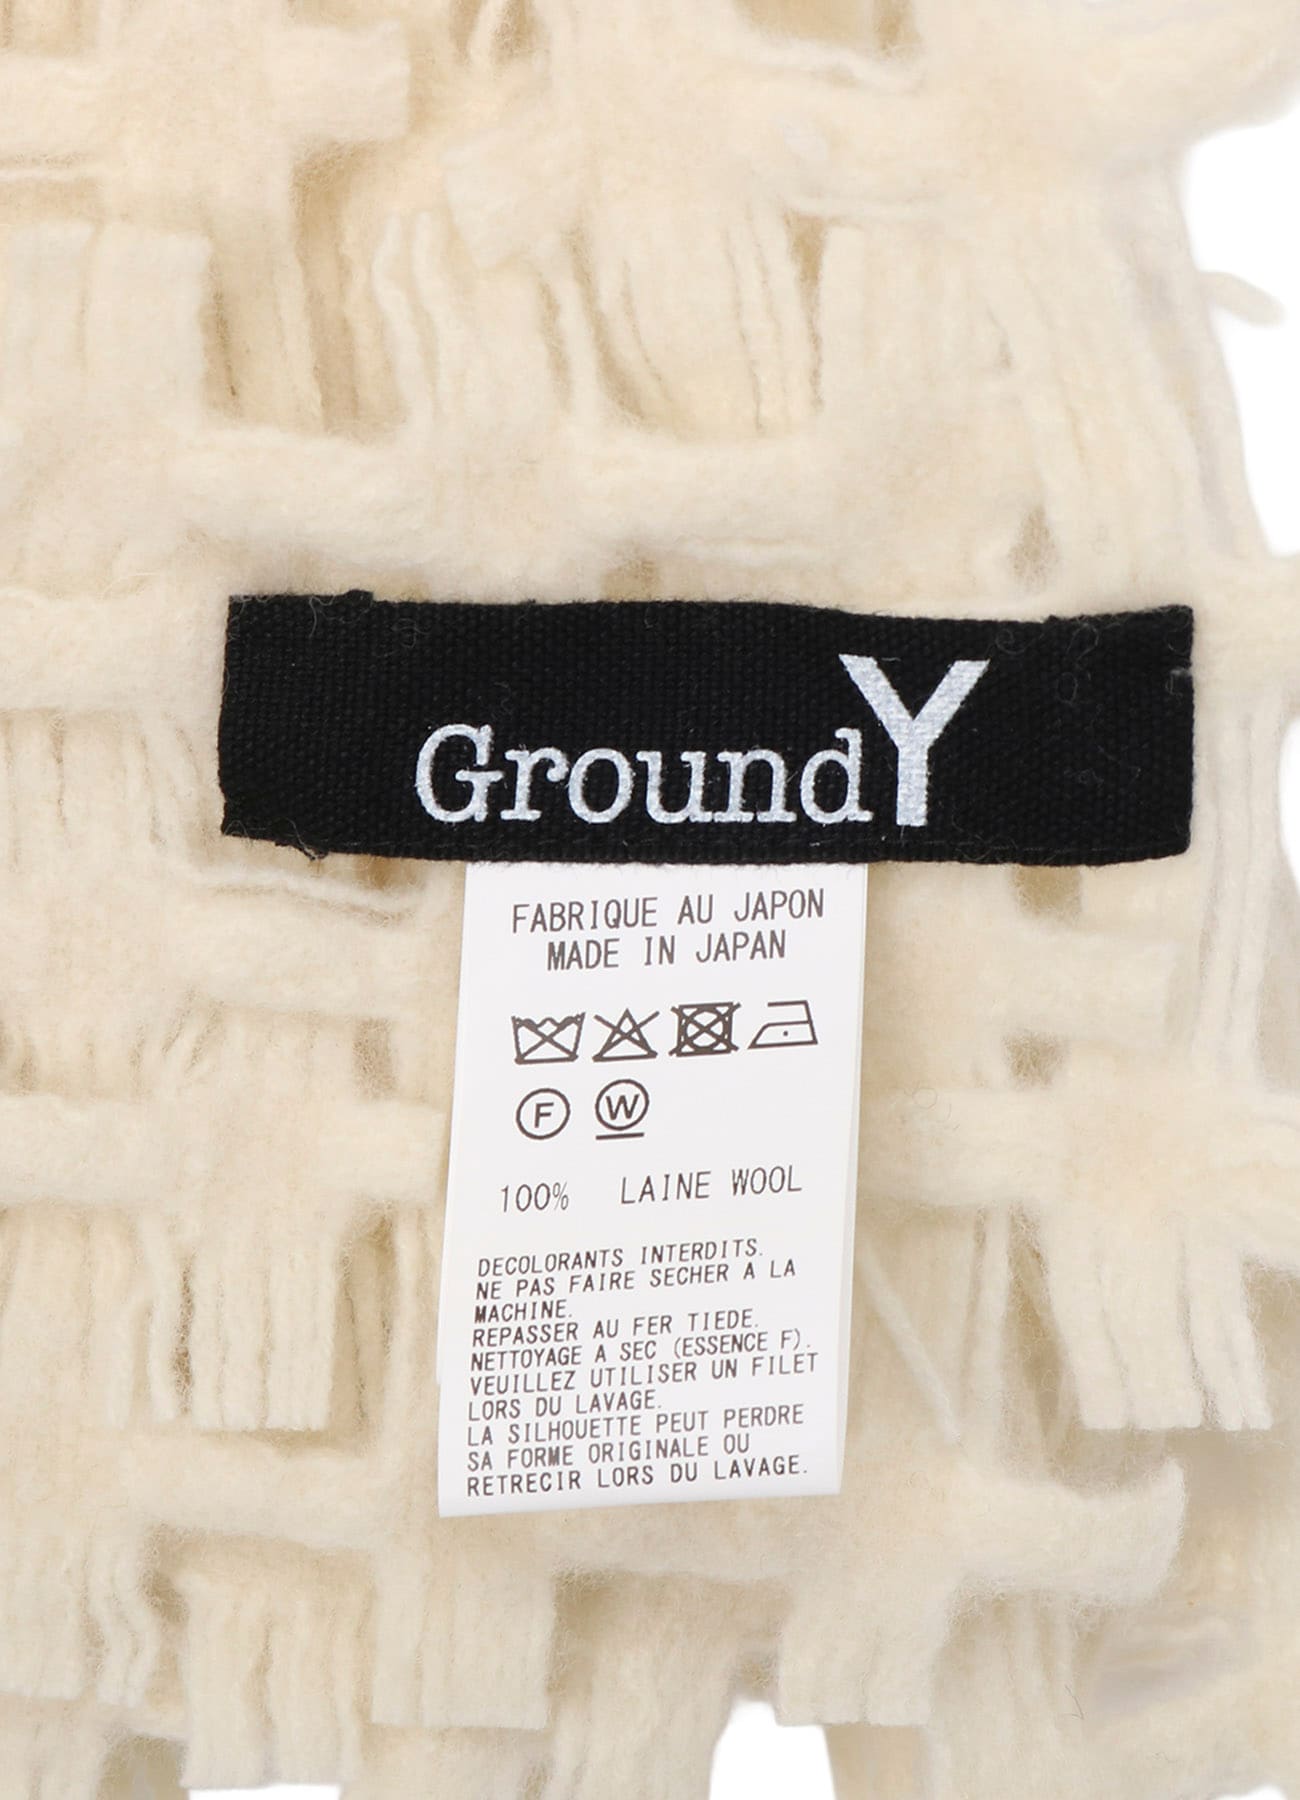 GroundY
FABRIQUE AU JAPON
MADE IN JAPAN
F W
100% LAINE WOOL
DECOLORANTS INTERDITS.
NE PAS FAIRE SECHER A LA
MACHINE.
REPASSER AU FER TIEDE.
NETTOYAGE A SEC (ESSENCE F).
VEUILLEZ UTILISER UN FILET
LORS DU LAVAGE.
LA SILHOUETTE PEUT PERDRE
SA FORME ORIGINALE OU
RETRECIR LORS DU LAVAGE.